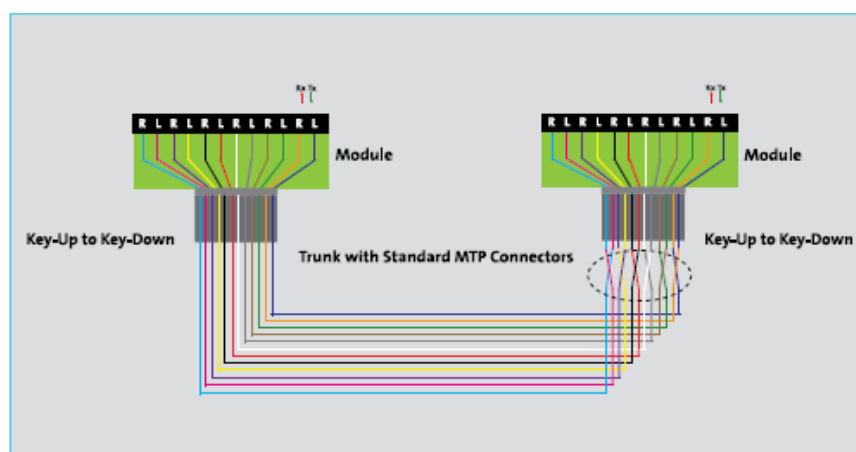 Rx Tx
Rx Tx
R L R L R L R L R L R L
R L R L R L R L R L R L
Module
Module
Key-Up to Key-Down
Key-Up to Key-Down
Trunk with Standard MTP Connectors